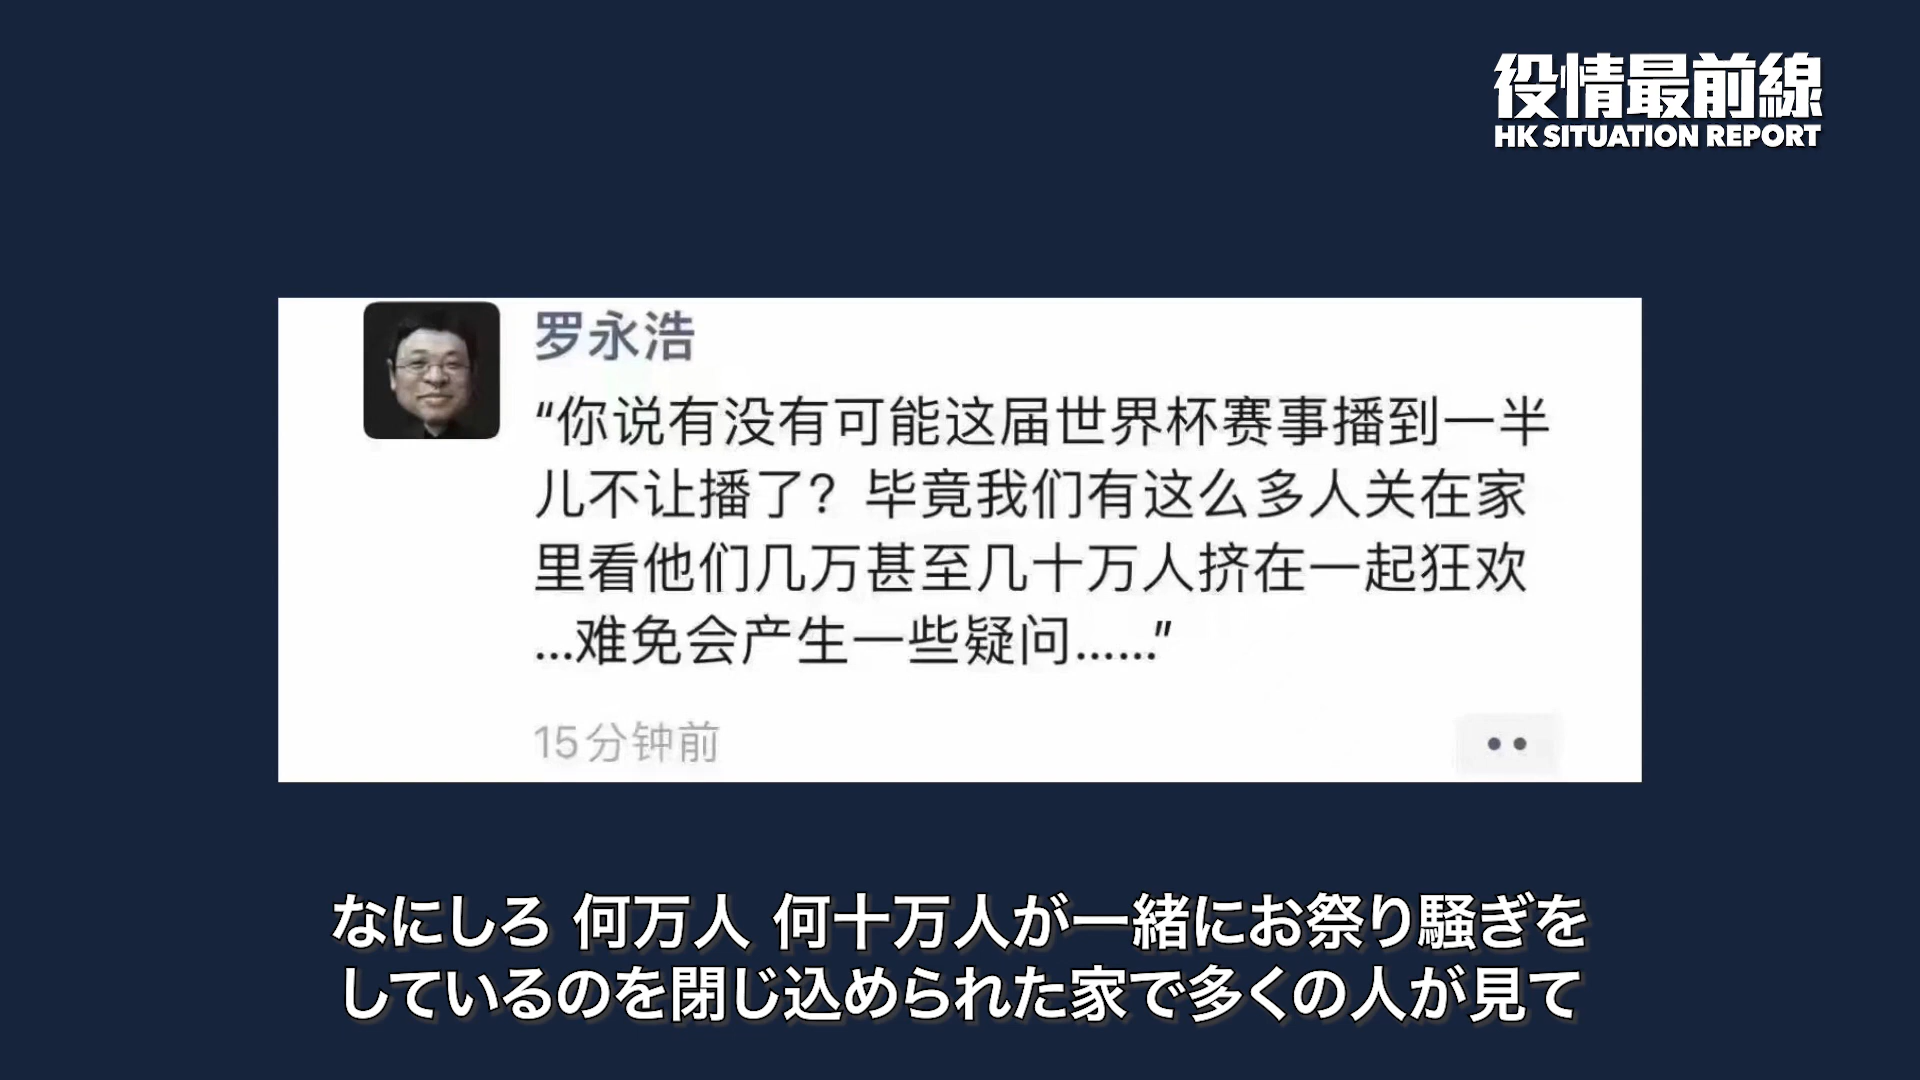 役情最前線
HK SITUATION REPORT
罗永浩
“你说有没有可能这届世界杯赛事播到一半
儿不让播了？毕竟我们有这么多人关在家
里看他们几万甚至几十万人挤在一起狂欢
...难免会产生一些疑问......”
15分钟前
なにしろ 何万人 何十万人が一緒にお祭り騒ぎを
しているのを閉じ込められた家で多くの人が見て